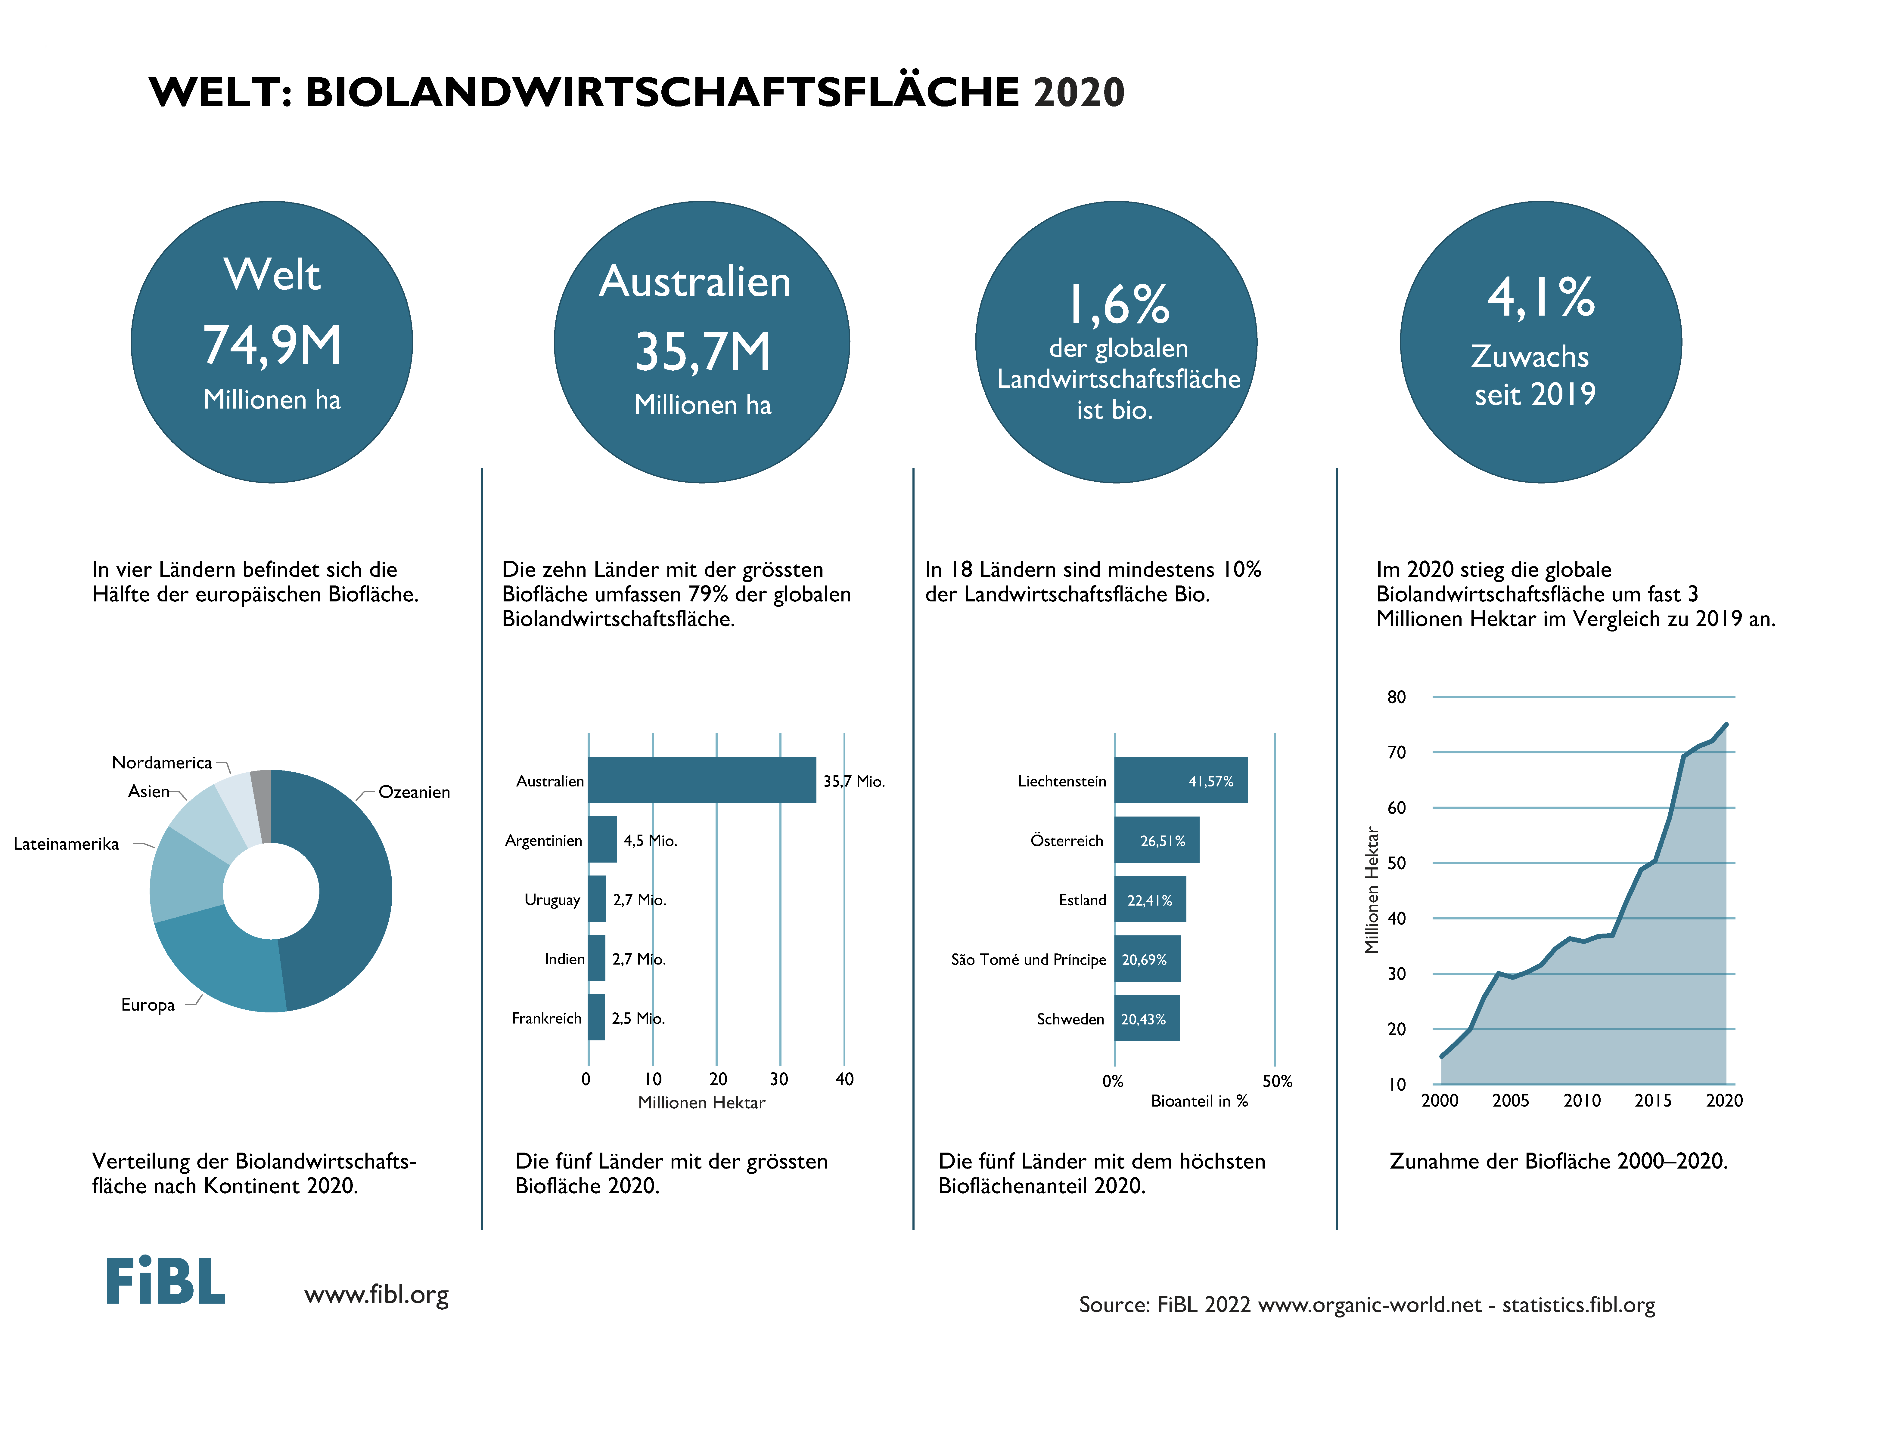 WELT: BIOLANDWIRTSCHAFTSFLÄCHE 2020
Welt
74,9M
Millionen ha
Australien
35,7M
Millionen ha
1,6%
der globalen
Landwirtschaftsfläche
ist bio.
4,1%
Zuwachs
seit 2019
In vier Ländern befindet sich die
Hälfte der europäischen Biofläche.
Die zehn Länder mit der grössten
Biofläche umfassen 79% der globalen
Biolandwirtschaftsfläche.
In 18 Ländern sind mindestens 10%
der Landwirtschaftsfläche Bio.
Im 2020 stieg die globale
Biolandwirtschaftsfläche um fast 3
Millionen Hektar im Vergleich zu 2019 an.
Nordamerica
Asien
Lateinamerika
Europa
Ozeanien
Verteilung der Biolandwirtschafts-
fläche nach Kontinent 2020.
Australien 35,7 Mio.
Argentinien 4,5 Mio.
Uruguay 2,7 Mio.
Indien 2,7 Mio.
Frankreich 2,5 Mio.
0 10 20 30 40
Millionen Hektar
Die fünf Länder mit der grössten
Biofläche 2020.
Liechtenstein 41,57%
Österreich 26,51%
Estland 22,41%
São Tomé und Príncipe 20,69%
Schweden 20,43%
0% 50%
Bioanteil in %
Die fünf Länder mit dem höchsten
Bioflächenanteil 2020.
80
70
60
50
40
30
20
10
Millionen Hektar
2000 2005 2010 2015 2020
Zunahme der Biofläche 2000–2020.
FiBL
www.fibl.org
Source: FiBL 2022 www.organic-world.net - statistics.fibl.org